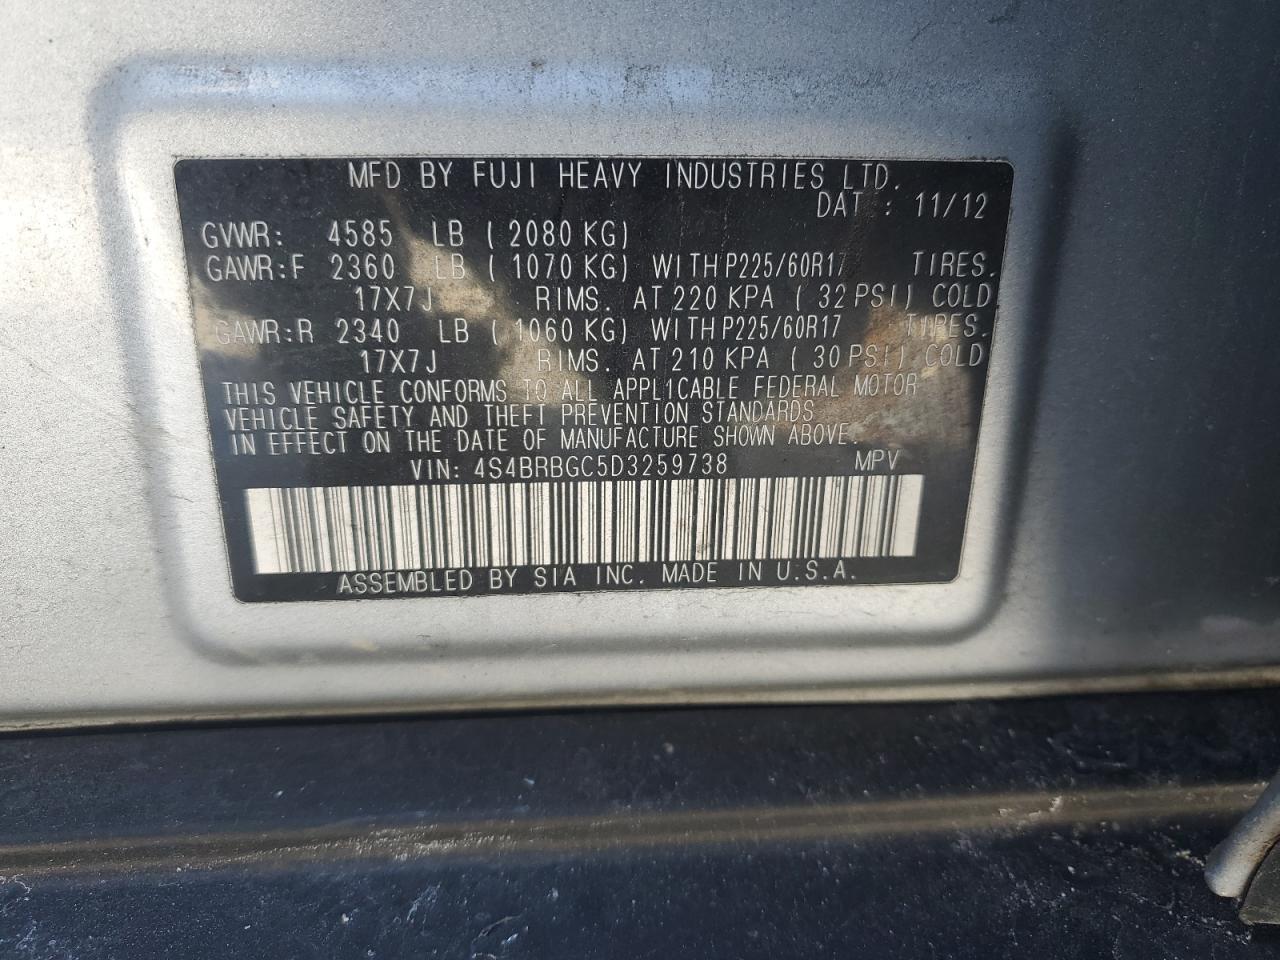 MFD BY FUJI HEAVY INDUSTRIES LTD.
DAT : 11/12
GVWR: 4585 LB ( 2080 KG)
GAWR:F 2360 LB ( 1070 KG) WITH P225/60R17 TIRES.
17X7J RIMS. AT 220 KPA ( 32 PSI) COLD
GAWR:R 2340 LB ( 1060 KG) WITH P225/60R17 TIRES.
17X7J RIMS. AT 210 KPA ( 30 PSI) COLD
THIS VEHICLE CONFORMS TO ALL APPLICABLE FEDERAL MOTOR
VEHICLE SAFETY AND THEFT PREVENTION STANDARDS
IN EFFECT ON THE DATE OF MANUFACTURE SHOWN ABOVE.
VIN: 4S4BRBGC5D3259738 MPV
ASSEMBLED BY SIA INC. MADE IN U.S.A.